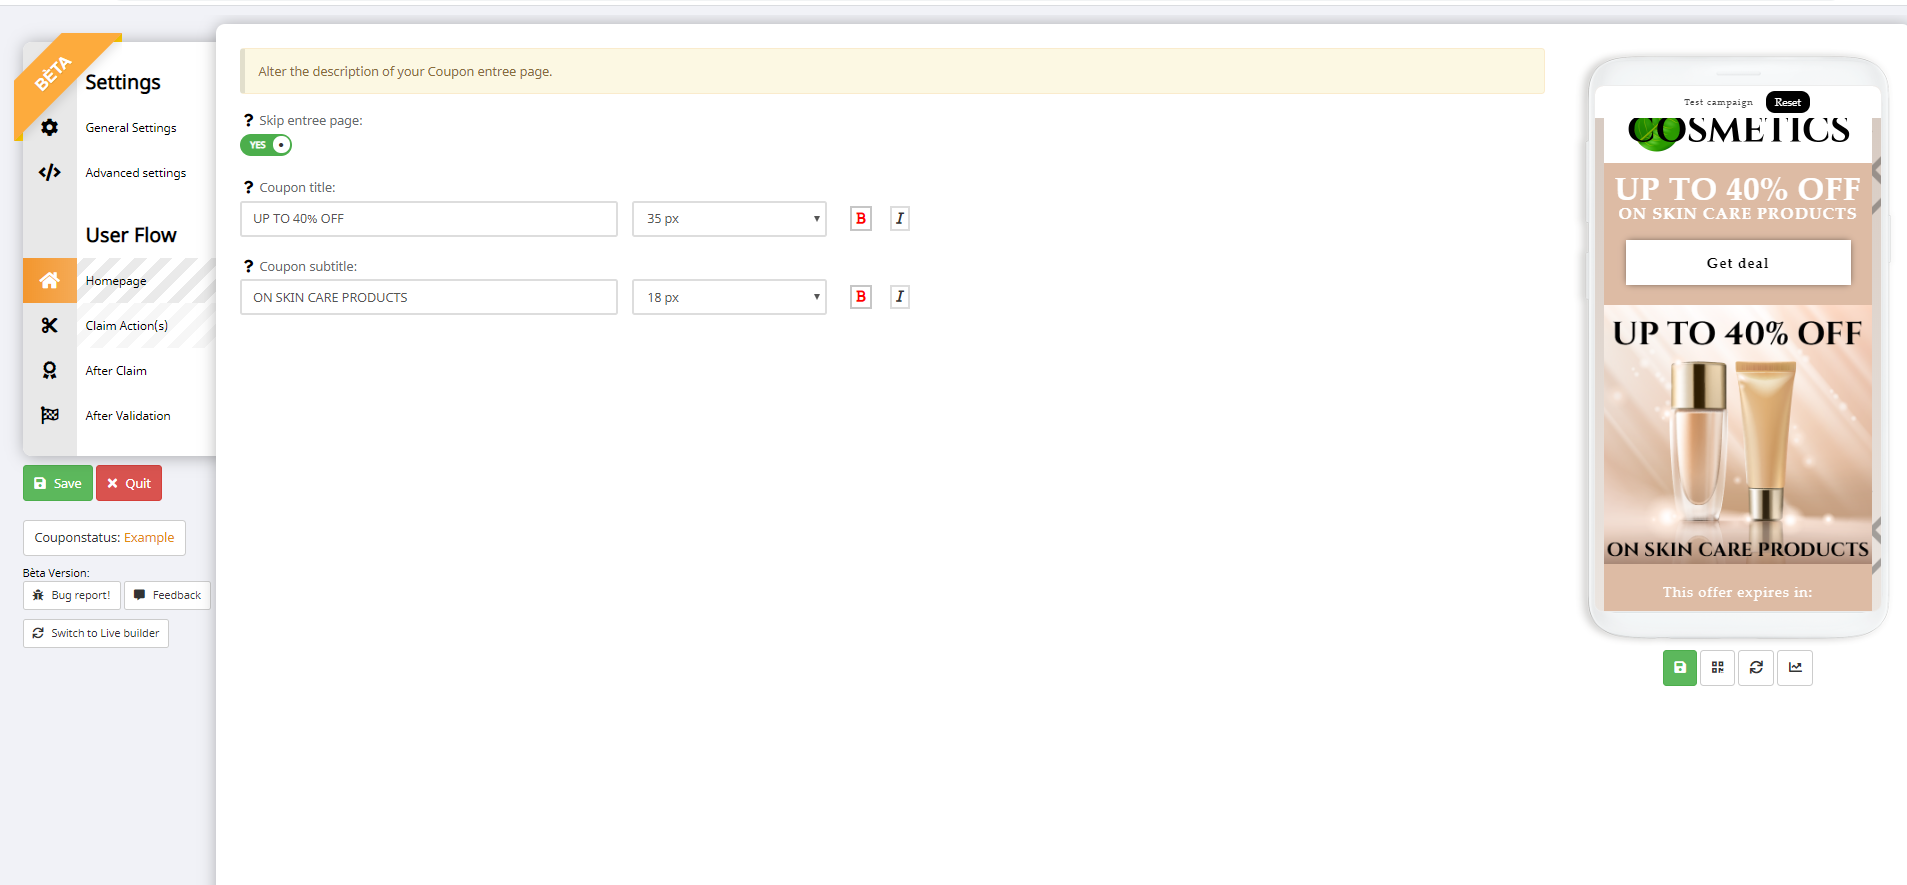 BÈTA
Settings
General Settings
Advanced settings
User Flow
Homepage
Claim Action(s)
After Claim
After Validation
Save Quit
Couponstatus: Example
Bèta Version:
Bug report! Feedback
Switch to Live builder
Alter the description of your Coupon entree page.
? Skip entree page:
YES
? Coupon title:
UP TO 40% OFF 35 px B I
? Coupon subtitle:
ON SKIN CARE PRODUCTS 18 px B I
Test campaign Reset
COSMETICS
UP TO 40% OFF
ON SKIN CARE PRODUCTS
Get deal
UP TO 40% OFF
ON SKIN CARE PRODUCTS
This offer expires in: